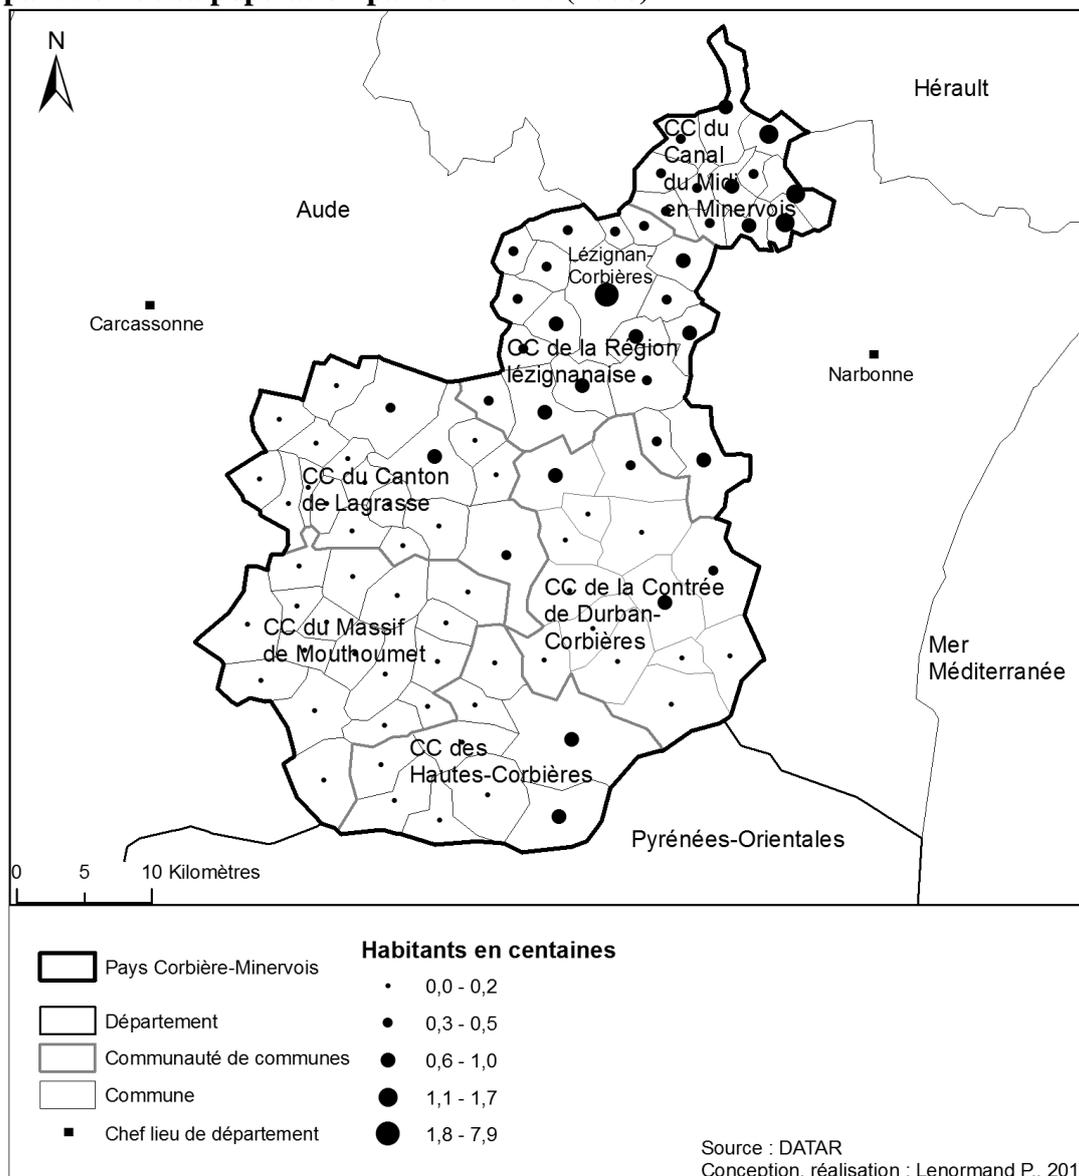 N
Hérault
CC du
Canal
du Midi
en Minervois
Aude
Lézignan-
Corbières
Carcassonne
CC de la Région
lézignanaise
Narbonne
CC du Canton
de Lagrasse
CC de la Contrée
de Durban-
Corbières
CC du Massif
de Mouthoumet
Mer
Méditerranée
CC des
Hautes-Corbières
Pyrénées-Orientales
0 5 10 Kilomètres
Habitants en centaines
Pays Corbière-Minervois
0,0 - 0,2
Département
0,3 - 0,5
Communauté de communes
0,6 - 1,0
Commune
1,1 - 1,7
Chef lieu de département
1,8 - 7,9
Source : DATAR
Conception, réalisation : Lenormand P., 201